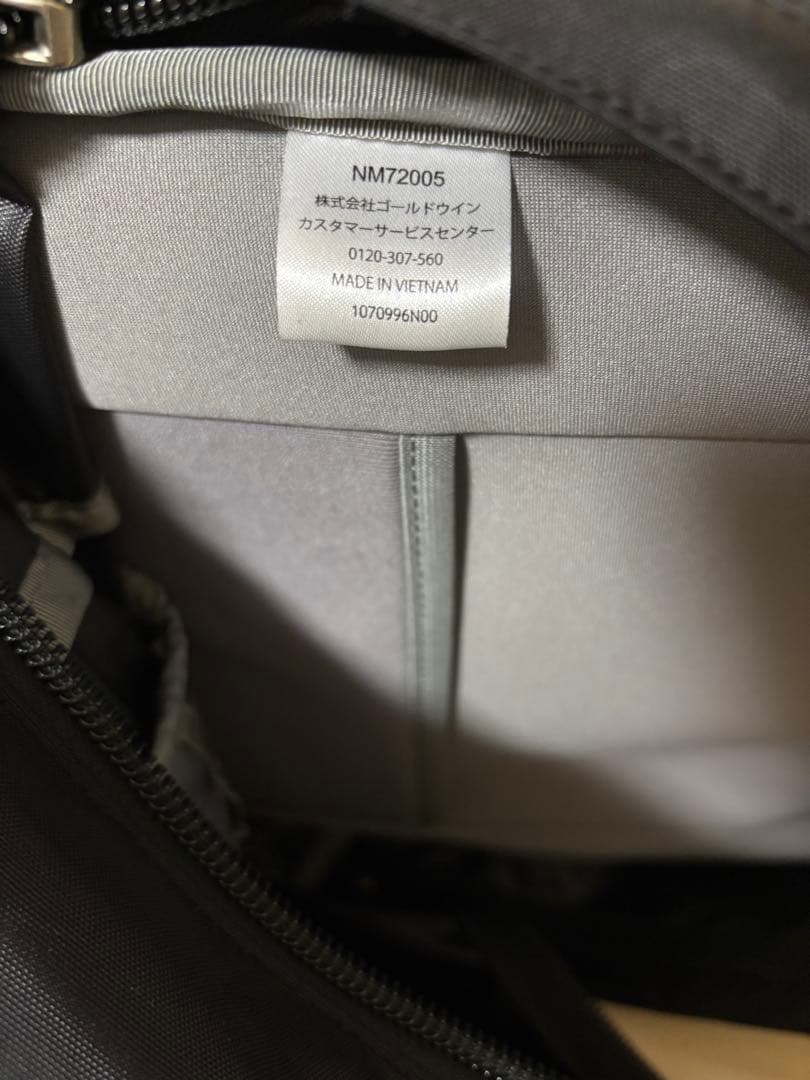 NM72005
株式会社ゴールドウイン
カスタマーサービスセンター
0120-307-560
MADE IN VIETNAM
1070996N00